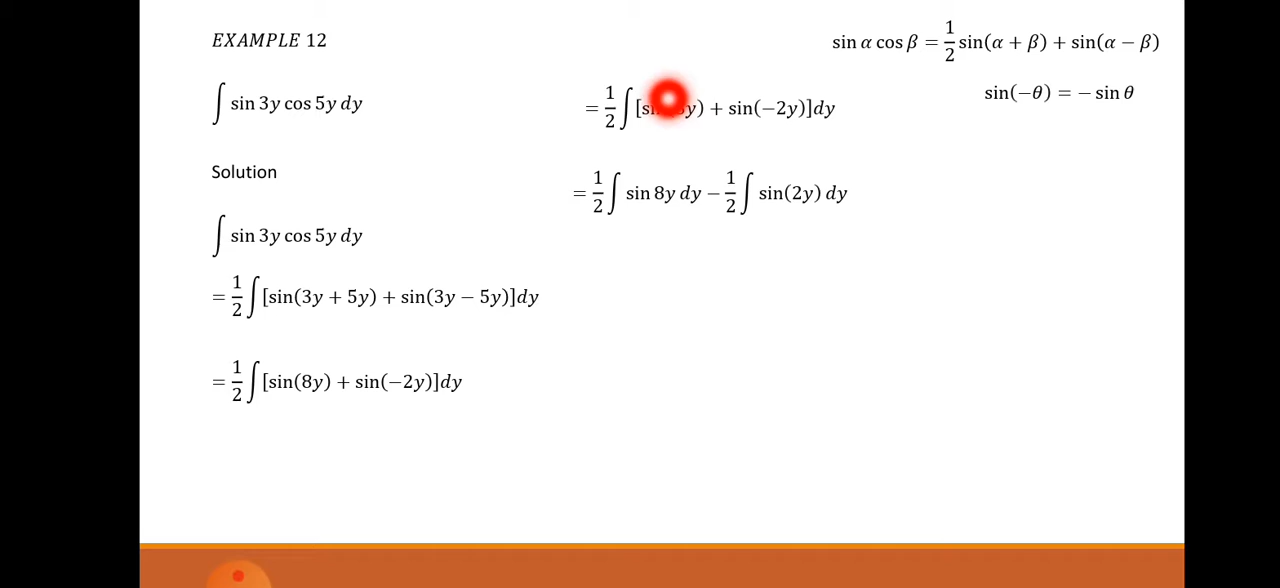 EXAMPLE 12
∫ sin 3y cos 5y dy
Solution
∫ sin 3y cos 5y dy
= 1/2 ∫ [sin(3y + 5y) + sin(3y − 5y)]dy
= 1/2 ∫ [sin(8y) + sin(−2y)]dy
= 1/2 ∫ [sin(8y) + sin(−2y)]dy
= 1/2 ∫ sin 8y dy − 1/2 ∫ sin(2y) dy
sin α cos β = 1/2 sin(α + β) + sin(α − β)
sin(−θ) = − sin θ